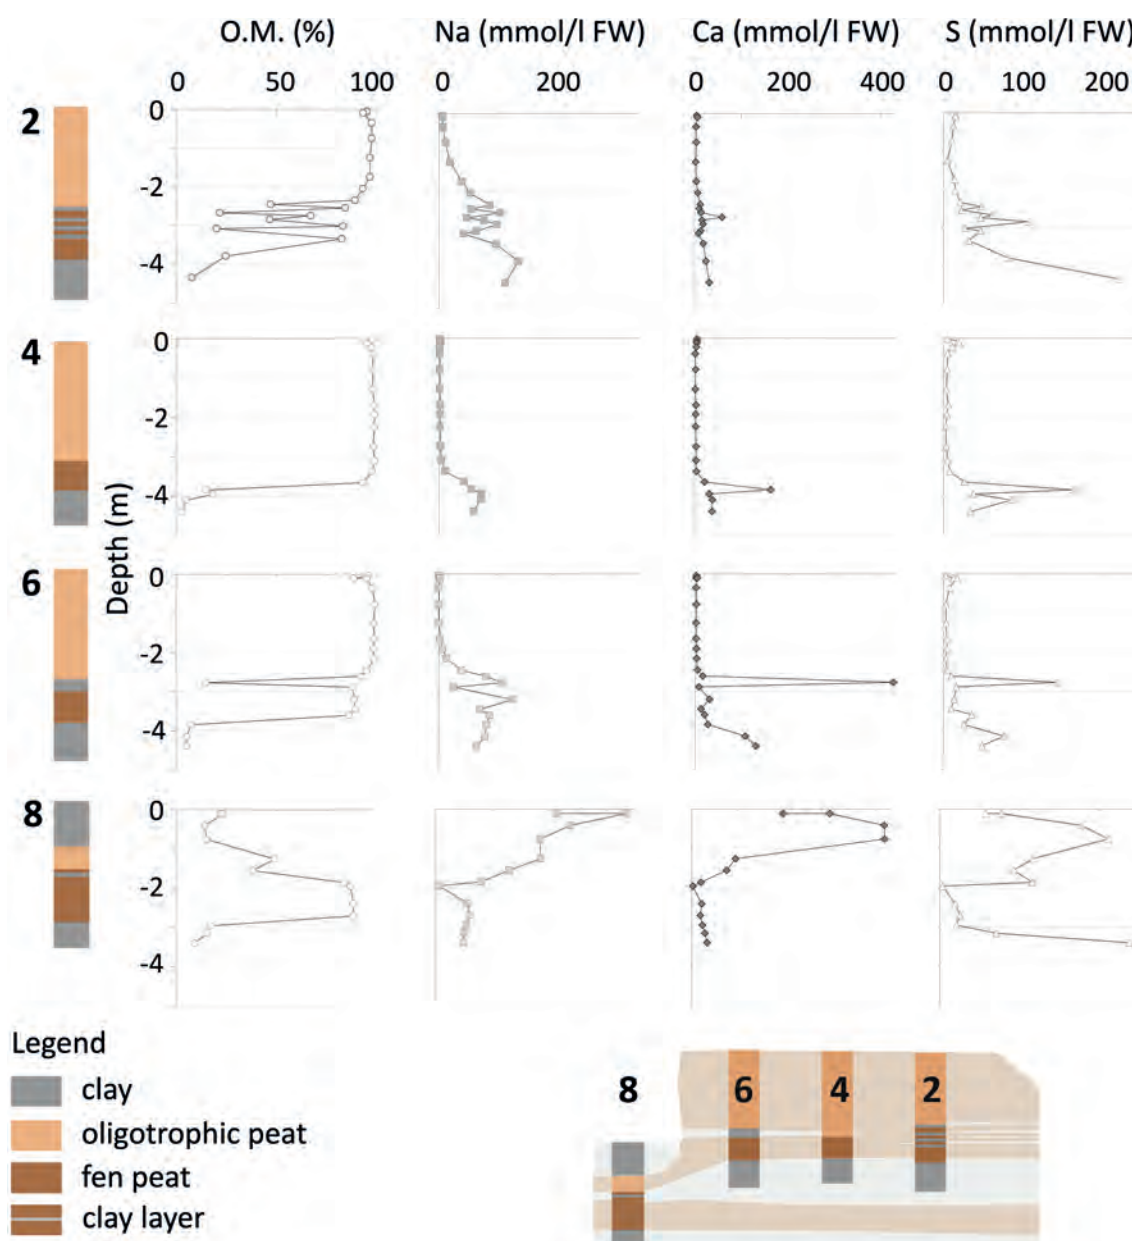 O.M. (%) Na (mmol/l FW) Ca (mmol/l FW) S (mmol/l FW)
0 50 100 0 200 0 200 400 0 100 200
2
0
-2
-4
4
0
-2
-4
Depth (m)
6
0
-2
-4
8
0
-2
-4
Legend
clay
oligotrophic peat
fen peat
clay layer
8 6 4 2